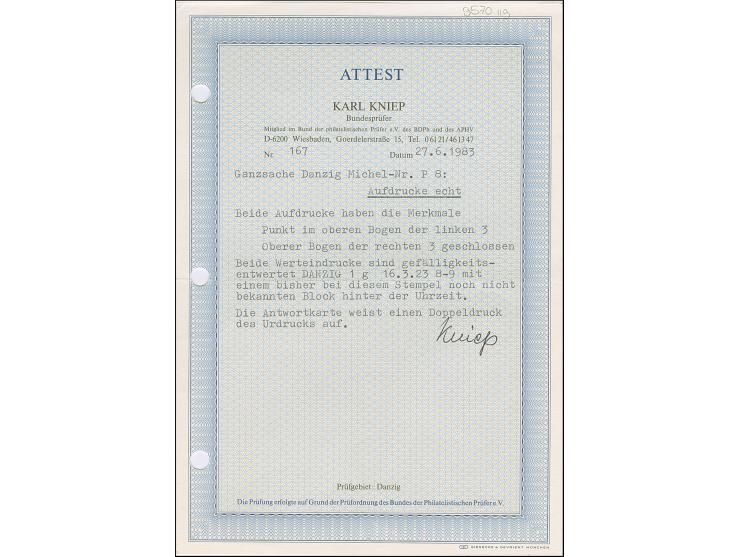 9570 119
ATTEST
KARL KNIEP
Bundesprüfer
Mitglied im Bund der philatelistischen Prüfer e.V. des BDPh und des APHV
D-6200 Wiesbaden, Goerdelerstraße 15, Tel. 06121/461347
Nr. 167 Datum 27.6.1983
Ganzsache Danzig Michel-Nr. P 8:
Aufdrucke echt
Beide Aufdrucke haben die Merkmale
Punkt im oberen Bogen der linken 3
Oberer Bogen der rechten 3 geschlossen
Beide Werteindrucke sind gefälligkeits-
entwertet DANZIG 1 g 16.3.23 8-9 mit
einem bisher bei diesem Stempel noch nicht
bekannten Block hinter der Uhrzeit.
Die Antwortkarte weist einen Doppeldruck
des Urdrucks auf.
Kniep
Prüfgebiet: Danzig
Die Prüfung erfolgte auf Grund der Prüfordnung des Bundes der Philatelistischen Prüfer e.V.
GIESECKE & DEVRIENT MÜNCHEN